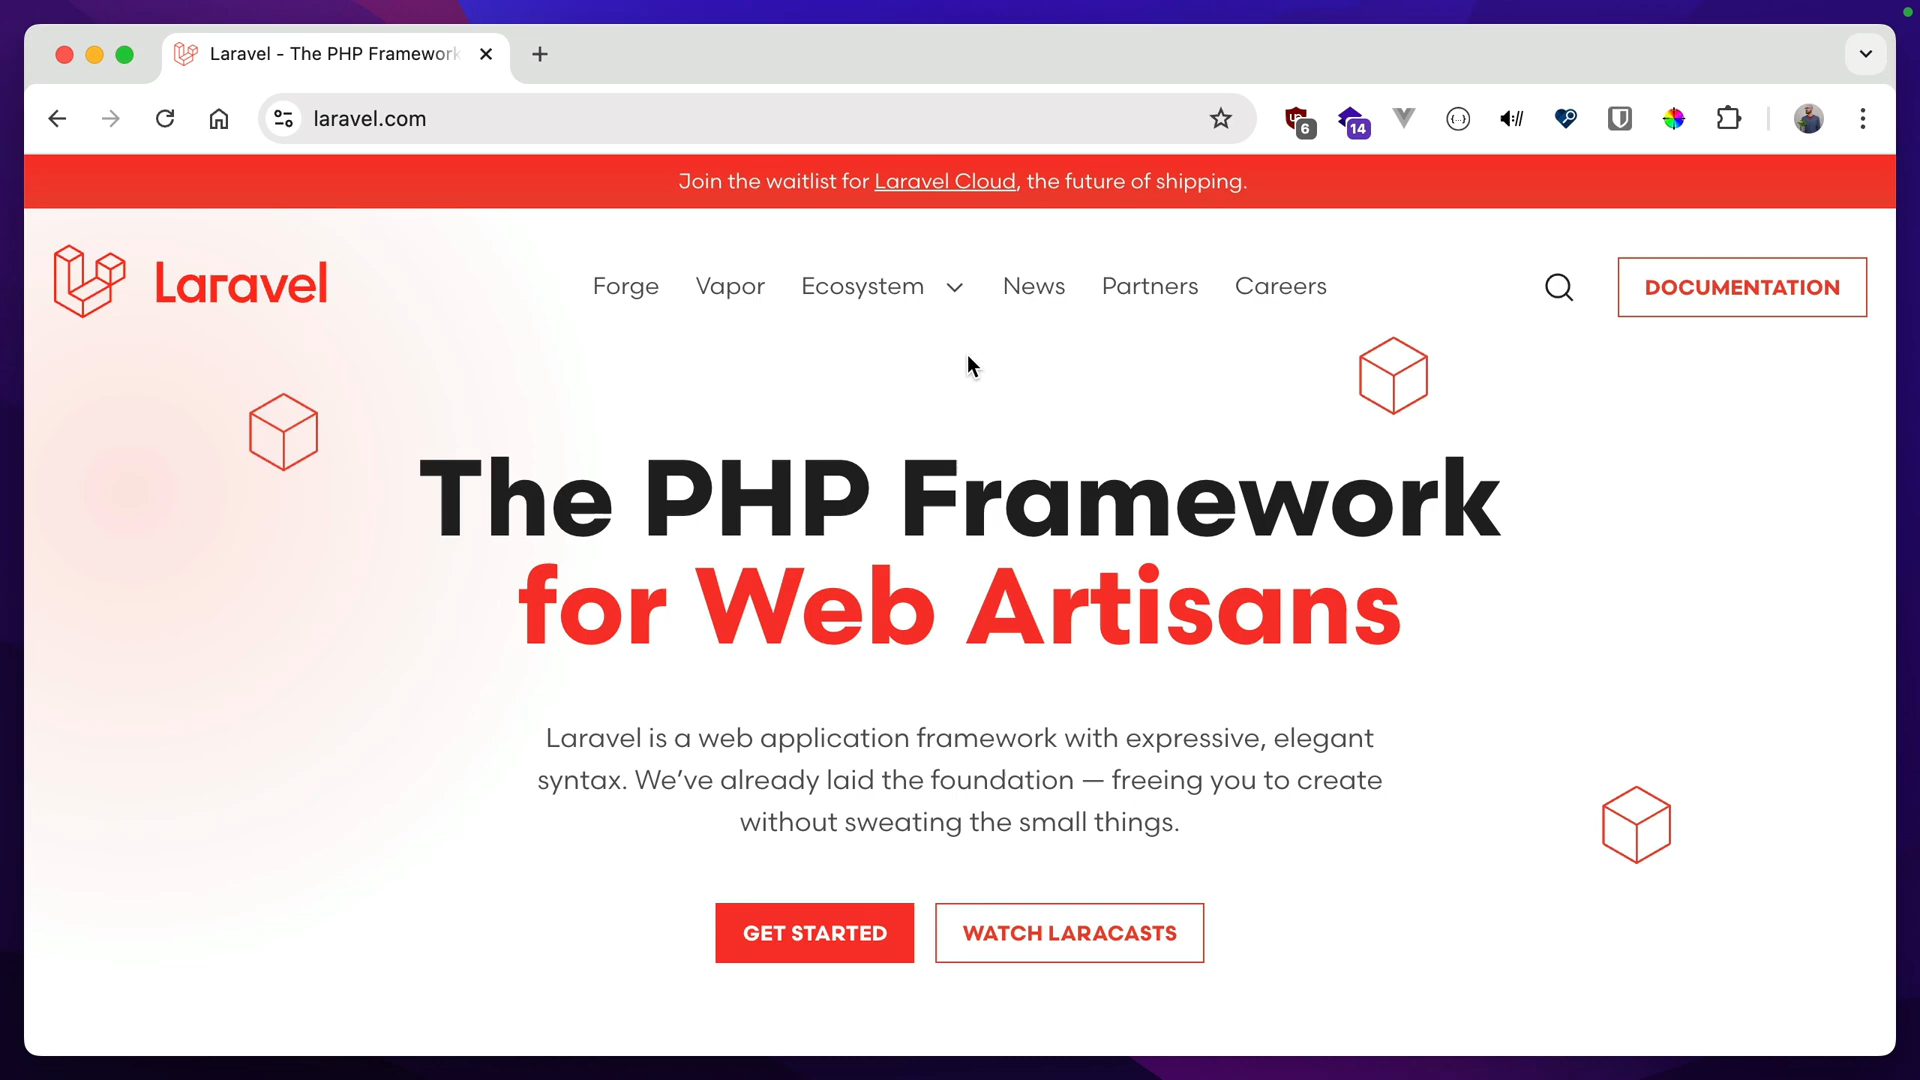 Laravel - The PHP Framework
laravel.com
6
14
Join the waitlist for Laravel Cloud, the future of shipping.
Laravel
Forge
Vapor
Ecosystem
News
Partners
Careers
DOCUMENTATION
The PHP Framework
for Web Artisans
Laravel is a web application framework with expressive, elegant
syntax. We’ve already laid the foundation — freeing you to create
without sweating the small things.
GET STARTED
WATCH LARACASTS